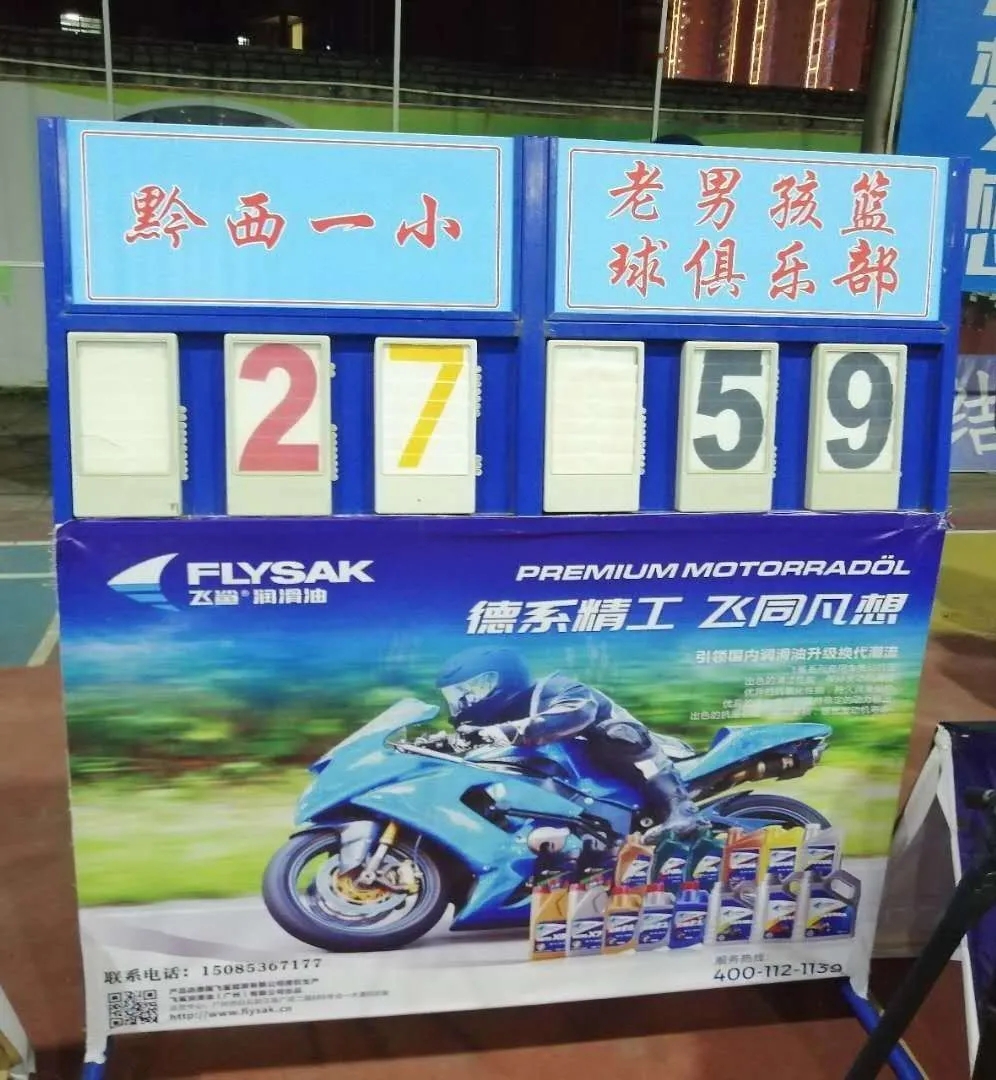 黔西一小
老男孩篮
球俱乐部
27
59
FLYSAK
飞鲨®润滑油
PREMIUM MOTORRADÖL
德系精工 飞同凡想
引领国内润滑油升级换代潮流
联系电话：15085367177
http://www.flysak.cn
服务热线
400-112-1139